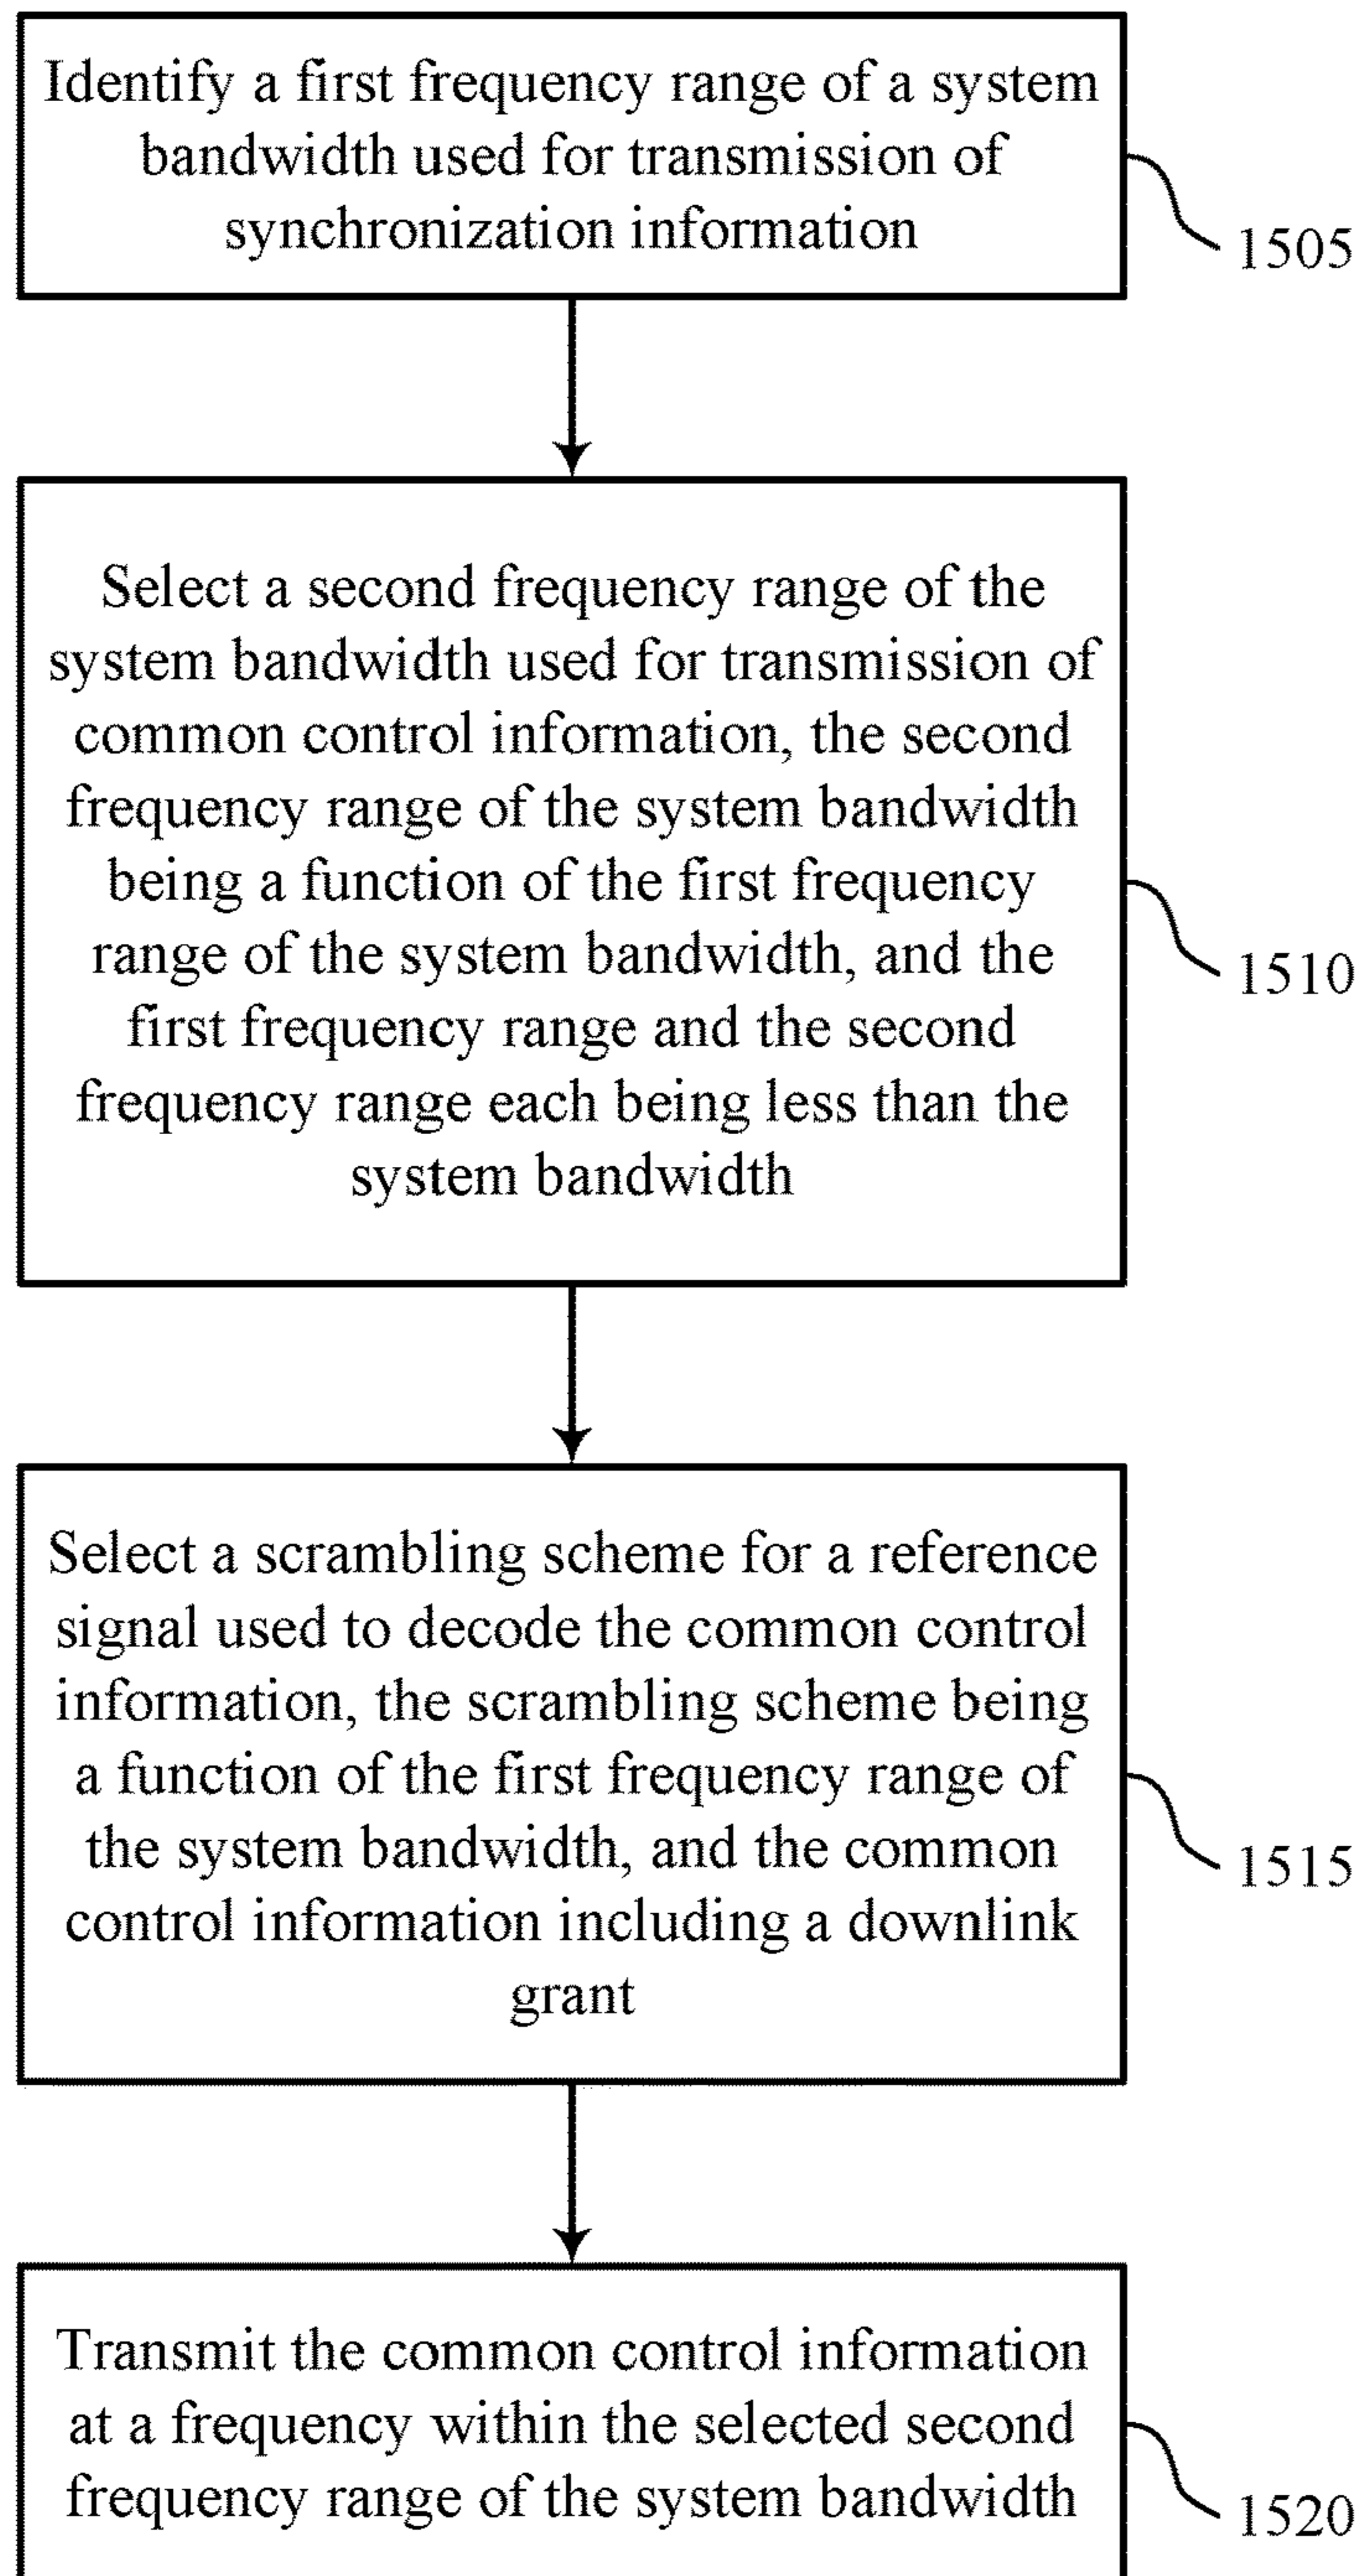 Identify a first frequency range of a system
bandwidth used for transmission of
synchronization information
1505
Select a second frequency range of the
system bandwidth used for transmission of
common control information, the second
frequency range of the system bandwidth
being a function of the first frequency
range of the system bandwidth, and the
first frequency range and the second
frequency range each being less than the
system bandwidth
1510
Select a scrambling scheme for a reference
signal used to decode the common control
information, the scrambling scheme being
a function of the first frequency range of
the system bandwidth, and the common
control information including a downlink
grant
1515
Transmit the common control information
at a frequency within the selected second
frequency range of the system bandwidth
1520